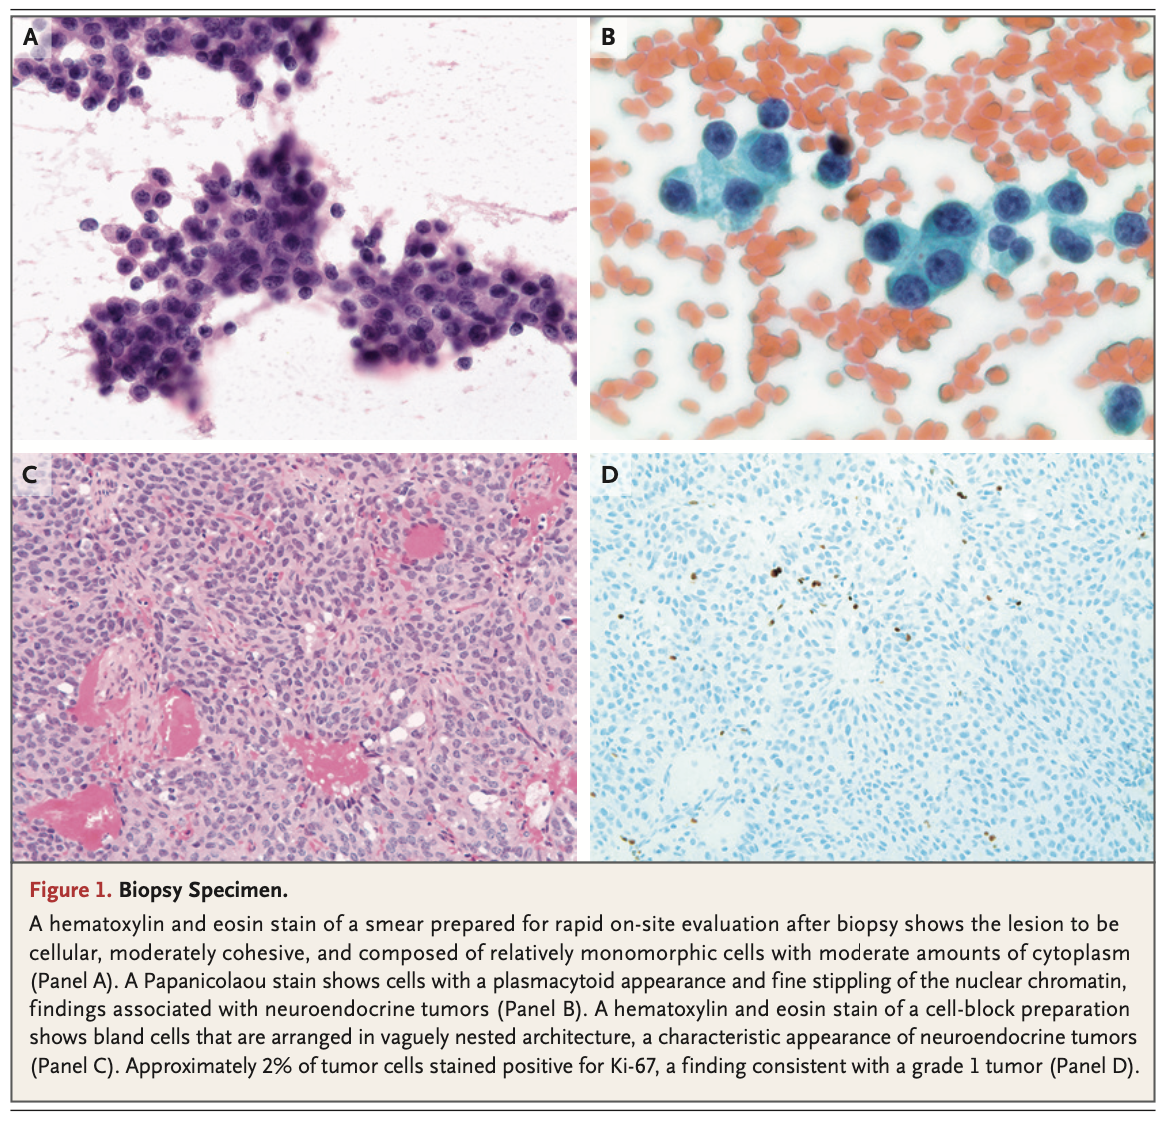 A
B
C
D
Figure 1. Biopsy Specimen.
A hematoxylin and eosin stain of a smear prepared for rapid on-site evaluation after biopsy shows the lesion to be
cellular, moderately cohesive, and composed of relatively monomorphic cells with moderate amounts of cytoplasm
(Panel A). A Papanicolaou stain shows cells with a plasmacytoid appearance and fine stippling of the nuclear chromatin,
findings associated with neuroendocrine tumors (Panel B). A hematoxylin and eosin stain of a cell-block preparation
shows bland cells that are arranged in vaguely nested architecture, a characteristic appearance of neuroendocrine tumors
(Panel C). Approximately 2% of tumor cells stained positive for Ki-67, a finding consistent with a grade 1 tumor (Panel D).